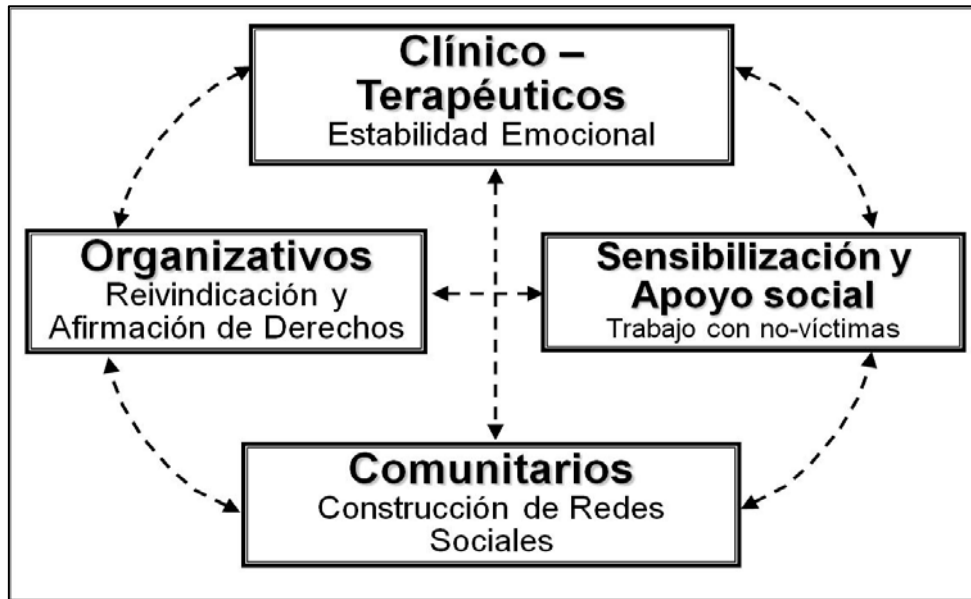 Clínico –
Terapéuticos
Estabilidad Emocional
Organizativos
Reivindicación y
Afirmación de Derechos
Sensibilización y
Apoyo social
Trabajo con no-víctimas
Comunitarios
Construcción de Redes
Sociales